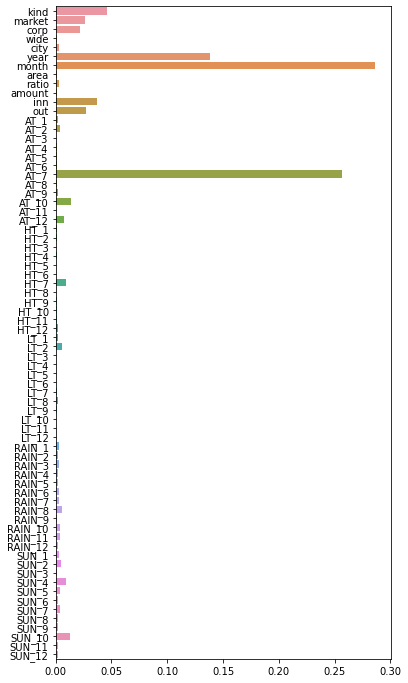 kind
market
corp
wide
city
year
month
area
ratio
amount
inn
out
AT_1
AT_2
AT_3
AT_4
AT_5
AT_6
AT_7
AT_8
AT_9
AT_10
AT_11
AT_12
HT_1
HT_2
HT_3
HT_4
HT_5
HT_6
HT_7
HT_8
HT_9
HT_10
HT_11
HT_12
LT_1
LT_2
LT_3
LT_4
LT_5
LT_6
LT_7
LT_8
LT_9
LT_10
LT_11
LT_12
RAIN_1
RAIN_2
RAIN_3
RAIN_4
RAIN_5
RAIN_6
RAIN_7
RAIN_8
RAIN_9
RAIN_10
RAIN_11
RAIN_12
SUN_1
SUN_2
SUN_3
SUN_4
SUN_5
SUN_6
SUN_7
SUN_8
SUN_9
SUN_10
SUN_11
SUN_12
0.00 0.05 0.10 0.15 0.20 0.25 0.30